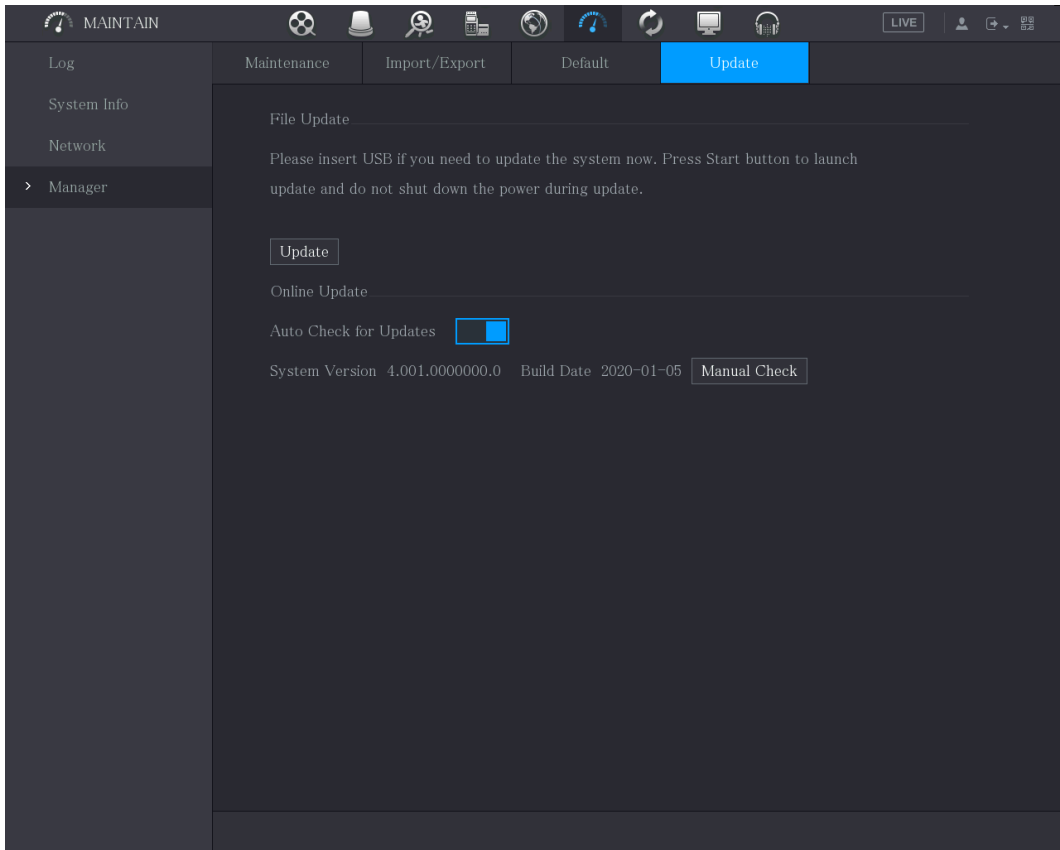 MAINTAIN
LIVE
Log
System Info
Network
Manager
Maintenance Import/Export Default Update
File Update
Please insert USB if you need to update the system now. Press Start button to launch
update and do not shut down the power during update.
Update
Online Update
Auto Check for Updates
System Version 4.001.0000000.0 Build Date 2020-01-05 Manual Check